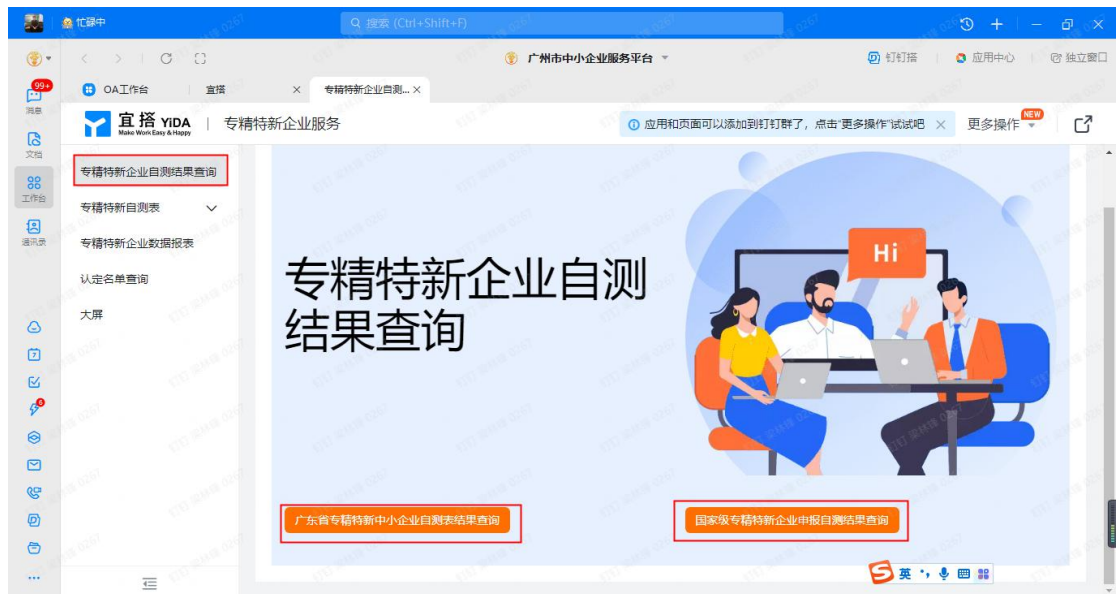 忙碌中
搜索 (Ctrl+Shift+F)
广州市中小企业服务平台
钉钉搭
应用中心
独立窗口
99+
消息
文档
工作台
通讯录
7
6
OA工作台
宜搭
专精特新企业自测...
宜搭 YiDA
Make Work Easy & Happy
专精特新企业服务
应用和页面可以添加到钉钉群了，点击“更多操作”试试吧
更多操作
NEW
专精特新企业自测结果查询
专精特新自测表
专精特新企业数据报表
认定名单查询
大屏
专精特新企业自测
结果查询
Hi
广东省专精特新中小企业自测表结果查询
国家级专精特新企业申报自测结果查询
英